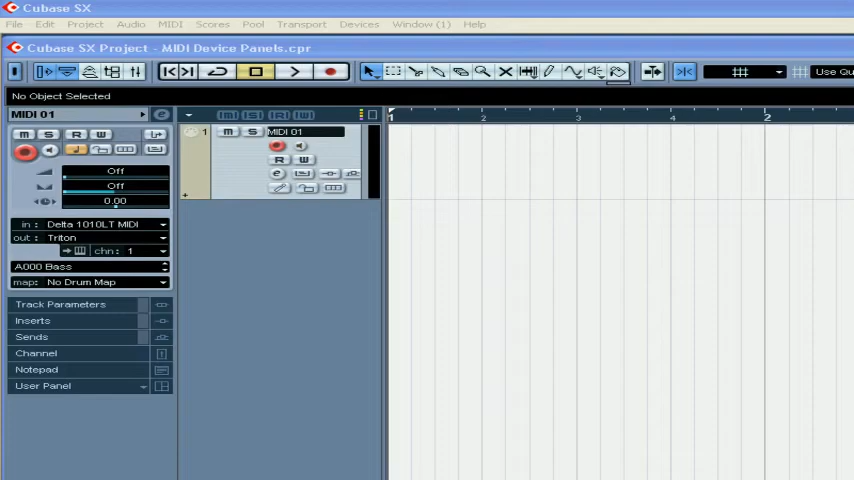 Cubase SX
File Edit Project Audio MIDI Scores Pool Transport Devices Window (1) Help
Cubase SX Project - MIDI Device Panels.cpr
Use Qu
No Object Selected
MIDI 01
1 2 3 4 2
M S R W
1 M S MIDI 01
Off
R W
Off
0.00
in: Delta 1010LT MIDI
out: Triton
chn: 1
A000 Bass
map: No Drum Map
Track Parameters
Inserts
Sends
Channel
Notepad
User Panel